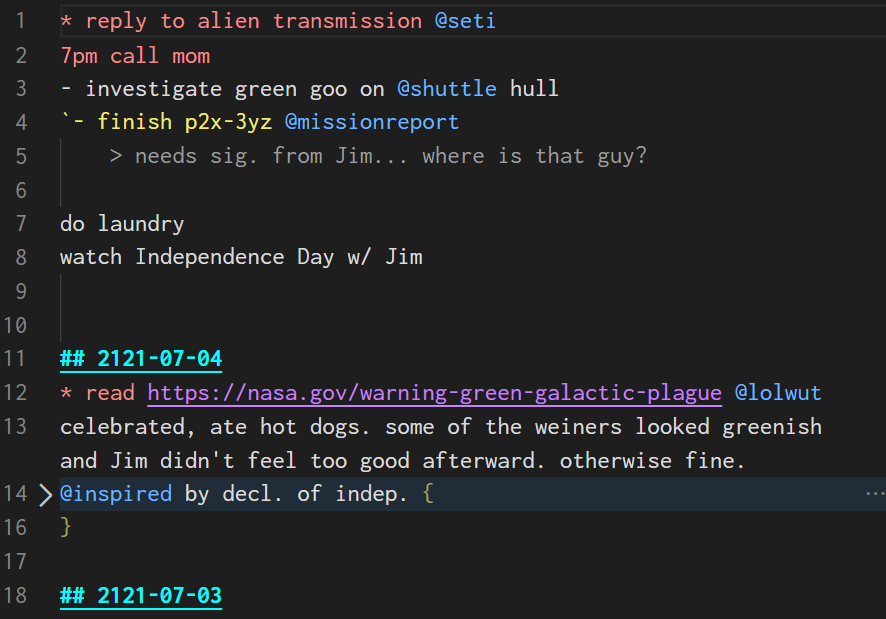 1 * reply to alien transmission @seti
2 7pm call mom
3 - investigate green goo on @shuttle hull
4 `- finish p2x-3yz @missionreport
5 > needs sig. from Jim... where is that guy?
6
7 do laundry
8 watch Independence Day w/ Jim
9
10
11 ## 2121-07-04
12 * read https://nasa.gov/warning-green-galactic-plague @lolwut
13 celebrated, ate hot dogs. some of the weiners looked greenish
and Jim didn't feel too good afterward. otherwise fine.
14 @inspired by decl. of indep. { ...
16 }
17
18 ## 2121-07-03